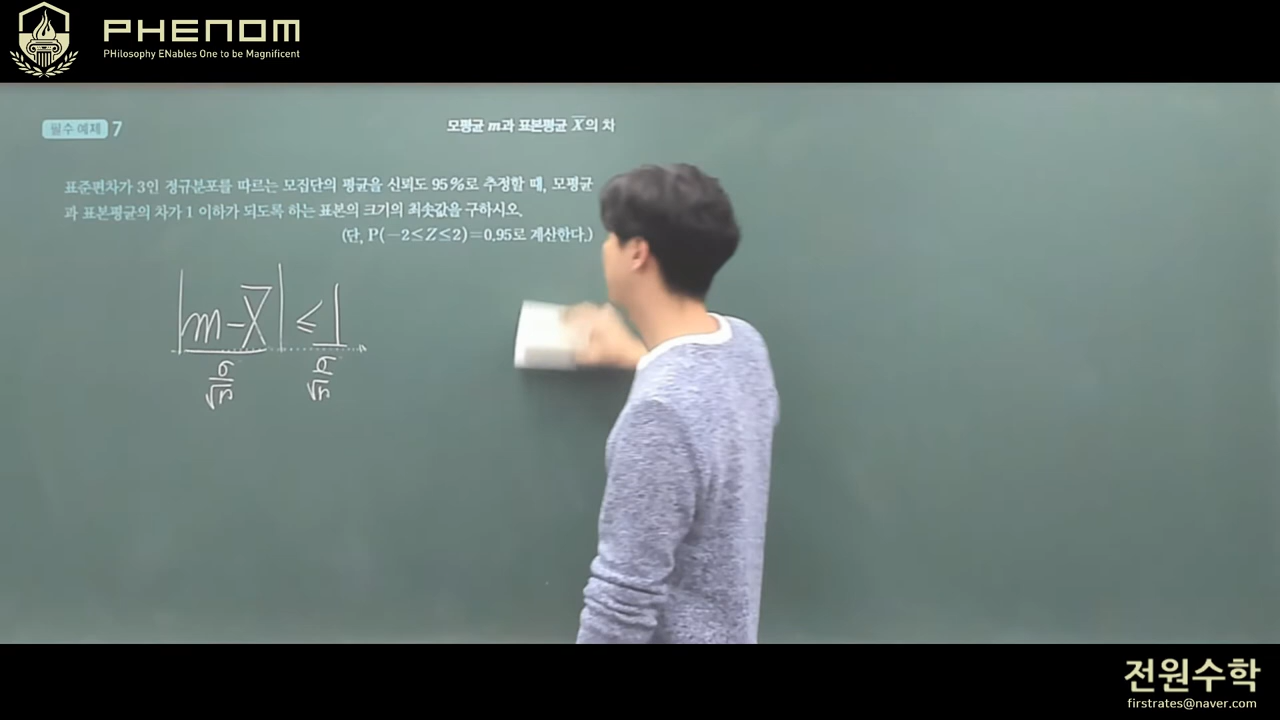 PHENOM
PHilosophy ENables One to be Magnificent
필수 예제 7
모평균 m과 표본평균 X̅의 차
표준편차가 3인 정규분포를 따르는 모집단의 평균을 신뢰도 95%로 추정할 때, 모평균
과 표본평균의 차가 1 이하가 되도록 하는 표본의 크기의 최솟값을 구하시오.
(단, P(−2≤Z≤2)=0.95로 계산한다.)
|m−X̅| ≤ 1
전원수학
firstrates@naver.com